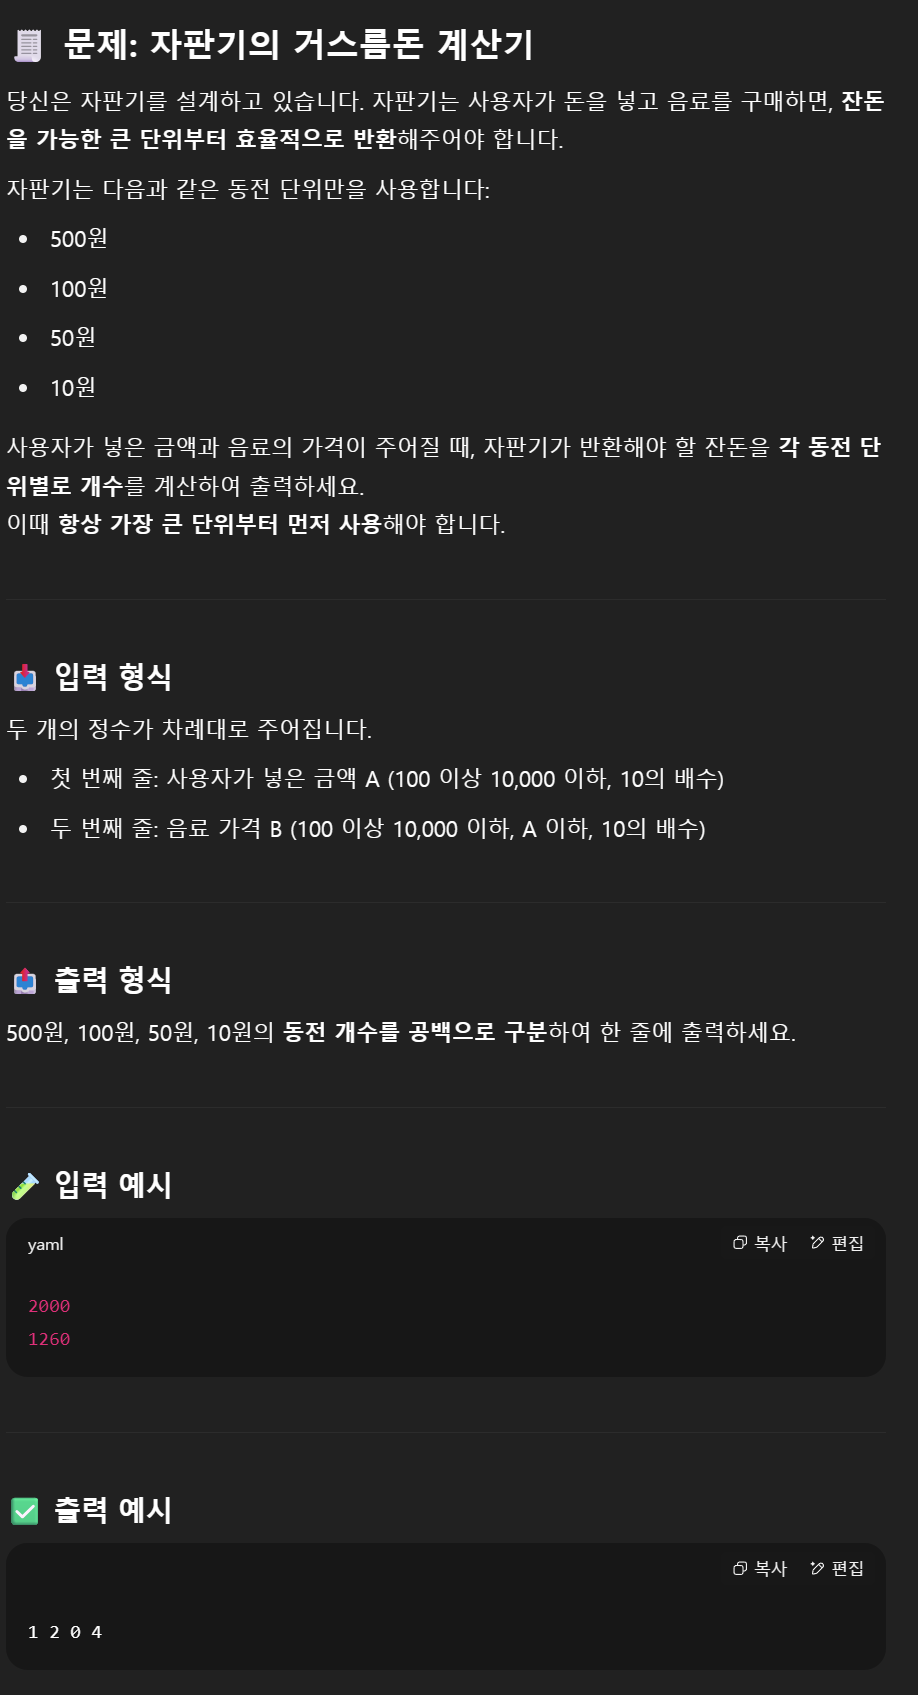 문제: 자판기의 거스름돈 계산기
당신은 자판기를 설계하고 있습니다. 자판기는 사용자가 돈을 넣고 음료를 구매하면, 잔돈
을 가능한 큰 단위부터 효율적으로 반환해주어야 합니다.
자판기는 다음과 같은 동전 단위만을 사용합니다:
• 500원
• 100원
• 50원
• 10원
사용자가 넣은 금액과 음료의 가격이 주어질 때, 자판기가 반환해야 할 잔돈을 각 동전 단
위별로 개수를 계산하여 출력하세요.
이때 항상 가장 큰 단위부터 먼저 사용해야 합니다.
입력 형식
두 개의 정수가 차례대로 주어집니다.
• 첫 번째 줄: 사용자가 넣은 금액 A (100 이상 10,000 이하, 10의 배수)
• 두 번째 줄: 음료 가격 B (100 이상 10,000 이하, A 이하, 10의 배수)
출력 형식
500원, 100원, 50원, 10원의 동전 개수를 공백으로 구분하여 한 줄에 출력하세요.
입력 예시
yaml 복사 편집
2000
1260
출력 예시
복사 편집
1 2 0 4